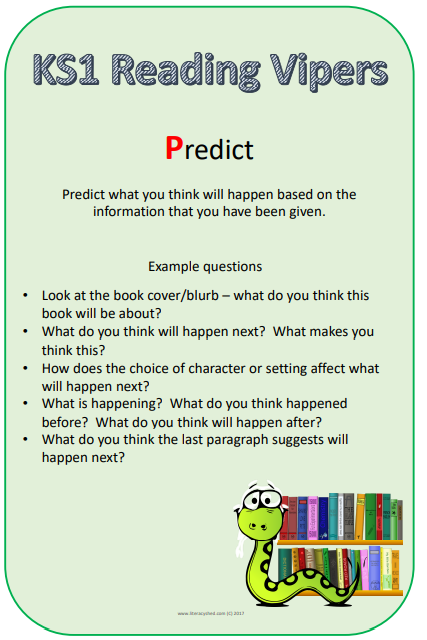 KS1 Reading Vipers
Predict
Predict what you think will happen based on the
information that you have been given.
Example questions
• Look at the book cover/blurb – what do you think this
book will be about?
• What do you think will happen next?  What makes you
think this?
• How does the choice of character or setting affect what
will happen next?
• What is happening?  What do you think happened
before?  What do you think will happen after?
• What do you think the last paragraph suggests will
happen next?
www.literacyshed.com (C) 2017